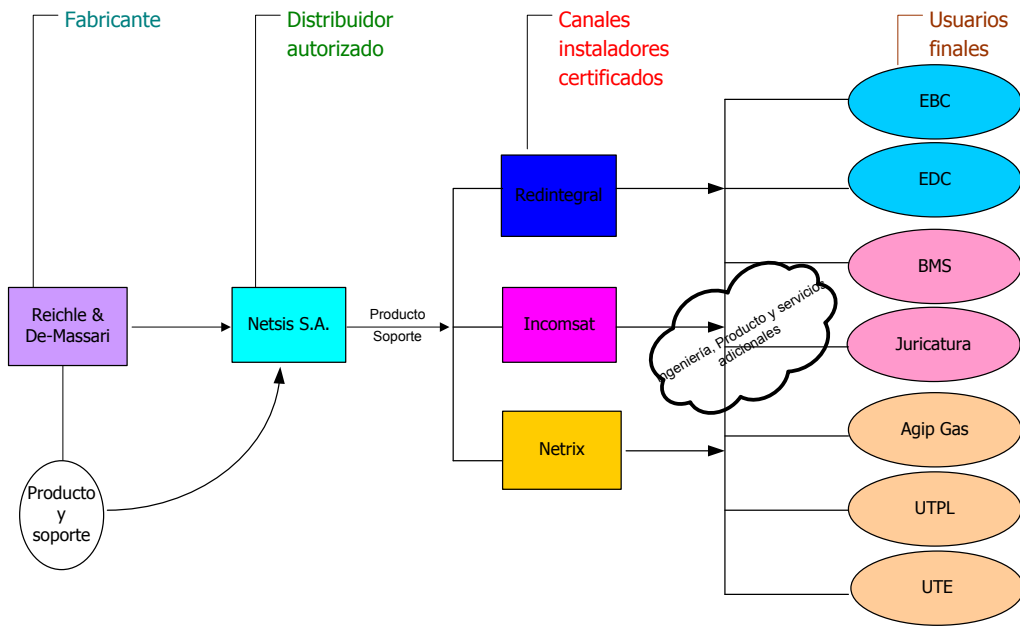 Fabricante
Distribuidor
autorizado
Canales
instaladores
certificados
Usuarios
finales
EBC
Redintegral
EDC
BMS
Reichle &
De-Massari
Netsis S.A.
Producto
Soporte
Incomsat
Ingeniería, Producto y servicios
adicionales
Juricatura
Netrix
Agip Gas
Producto
y
soporte
UTPL
UTE